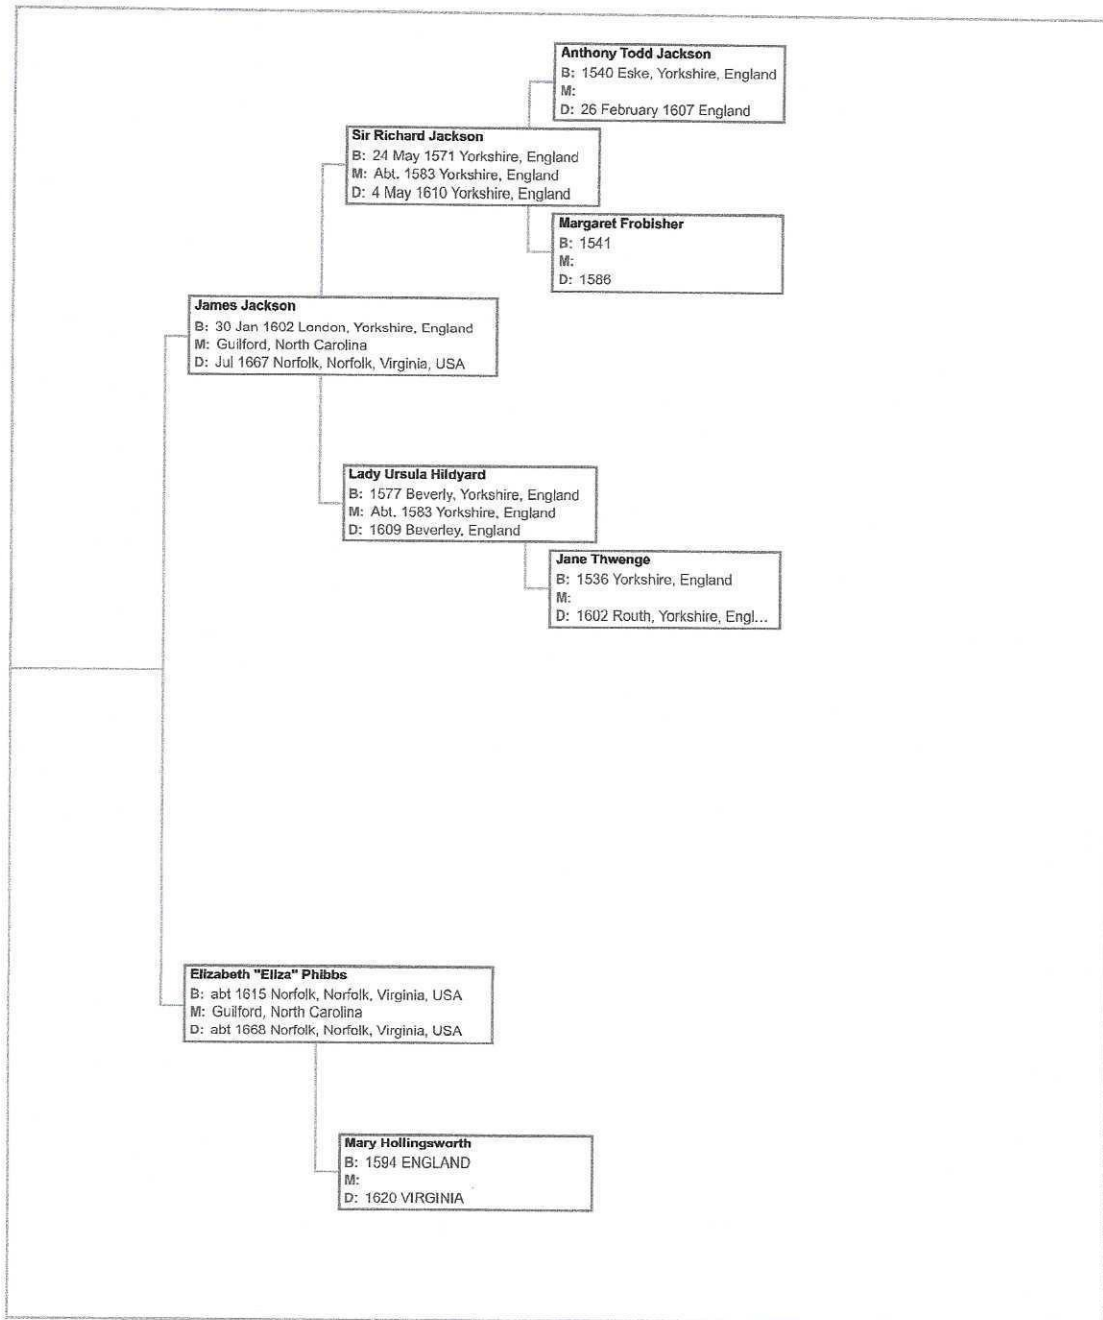 Anthony Todd Jackson
B: 1540 Eske, Yorkshire, England
M:
D: 26 February 1607 England
Sir Richard Jackson
B: 24 May 1571 Yorkshire, England
M: Abt. 1583 Yorkshire, England
D: 4 May 1610 Yorkshire, England
Margaret Frobisher
B: 1541
M:
D: 1586
James Jackson
B: 30 Jan 1602 London, Yorkshire, England
M: Guilford, North Carolina
D: Jul 1667 Norfolk, Norfolk, Virginia, USA
Lady Ursula Hildyard
B: 1577 Beverly, Yorkshire, England
M: Abt. 1583 Yorkshire, England
D: 1609 Beverley, England
Jane Thwenge
B: 1536 Yorkshire, England
M:
D: 1602 Routh, Yorkshire, Engl...
Elizabeth "Eliza" Phibbs
B: abt 1615 Norfolk, Norfolk, Virginia, USA
M: Guilford, North Carolina
D: abt 1668 Norfolk, Norfolk, Virginia, USA
Mary Hollingsworth
B: 1594 ENGLAND
M:
D: 1620 VIRGINIA